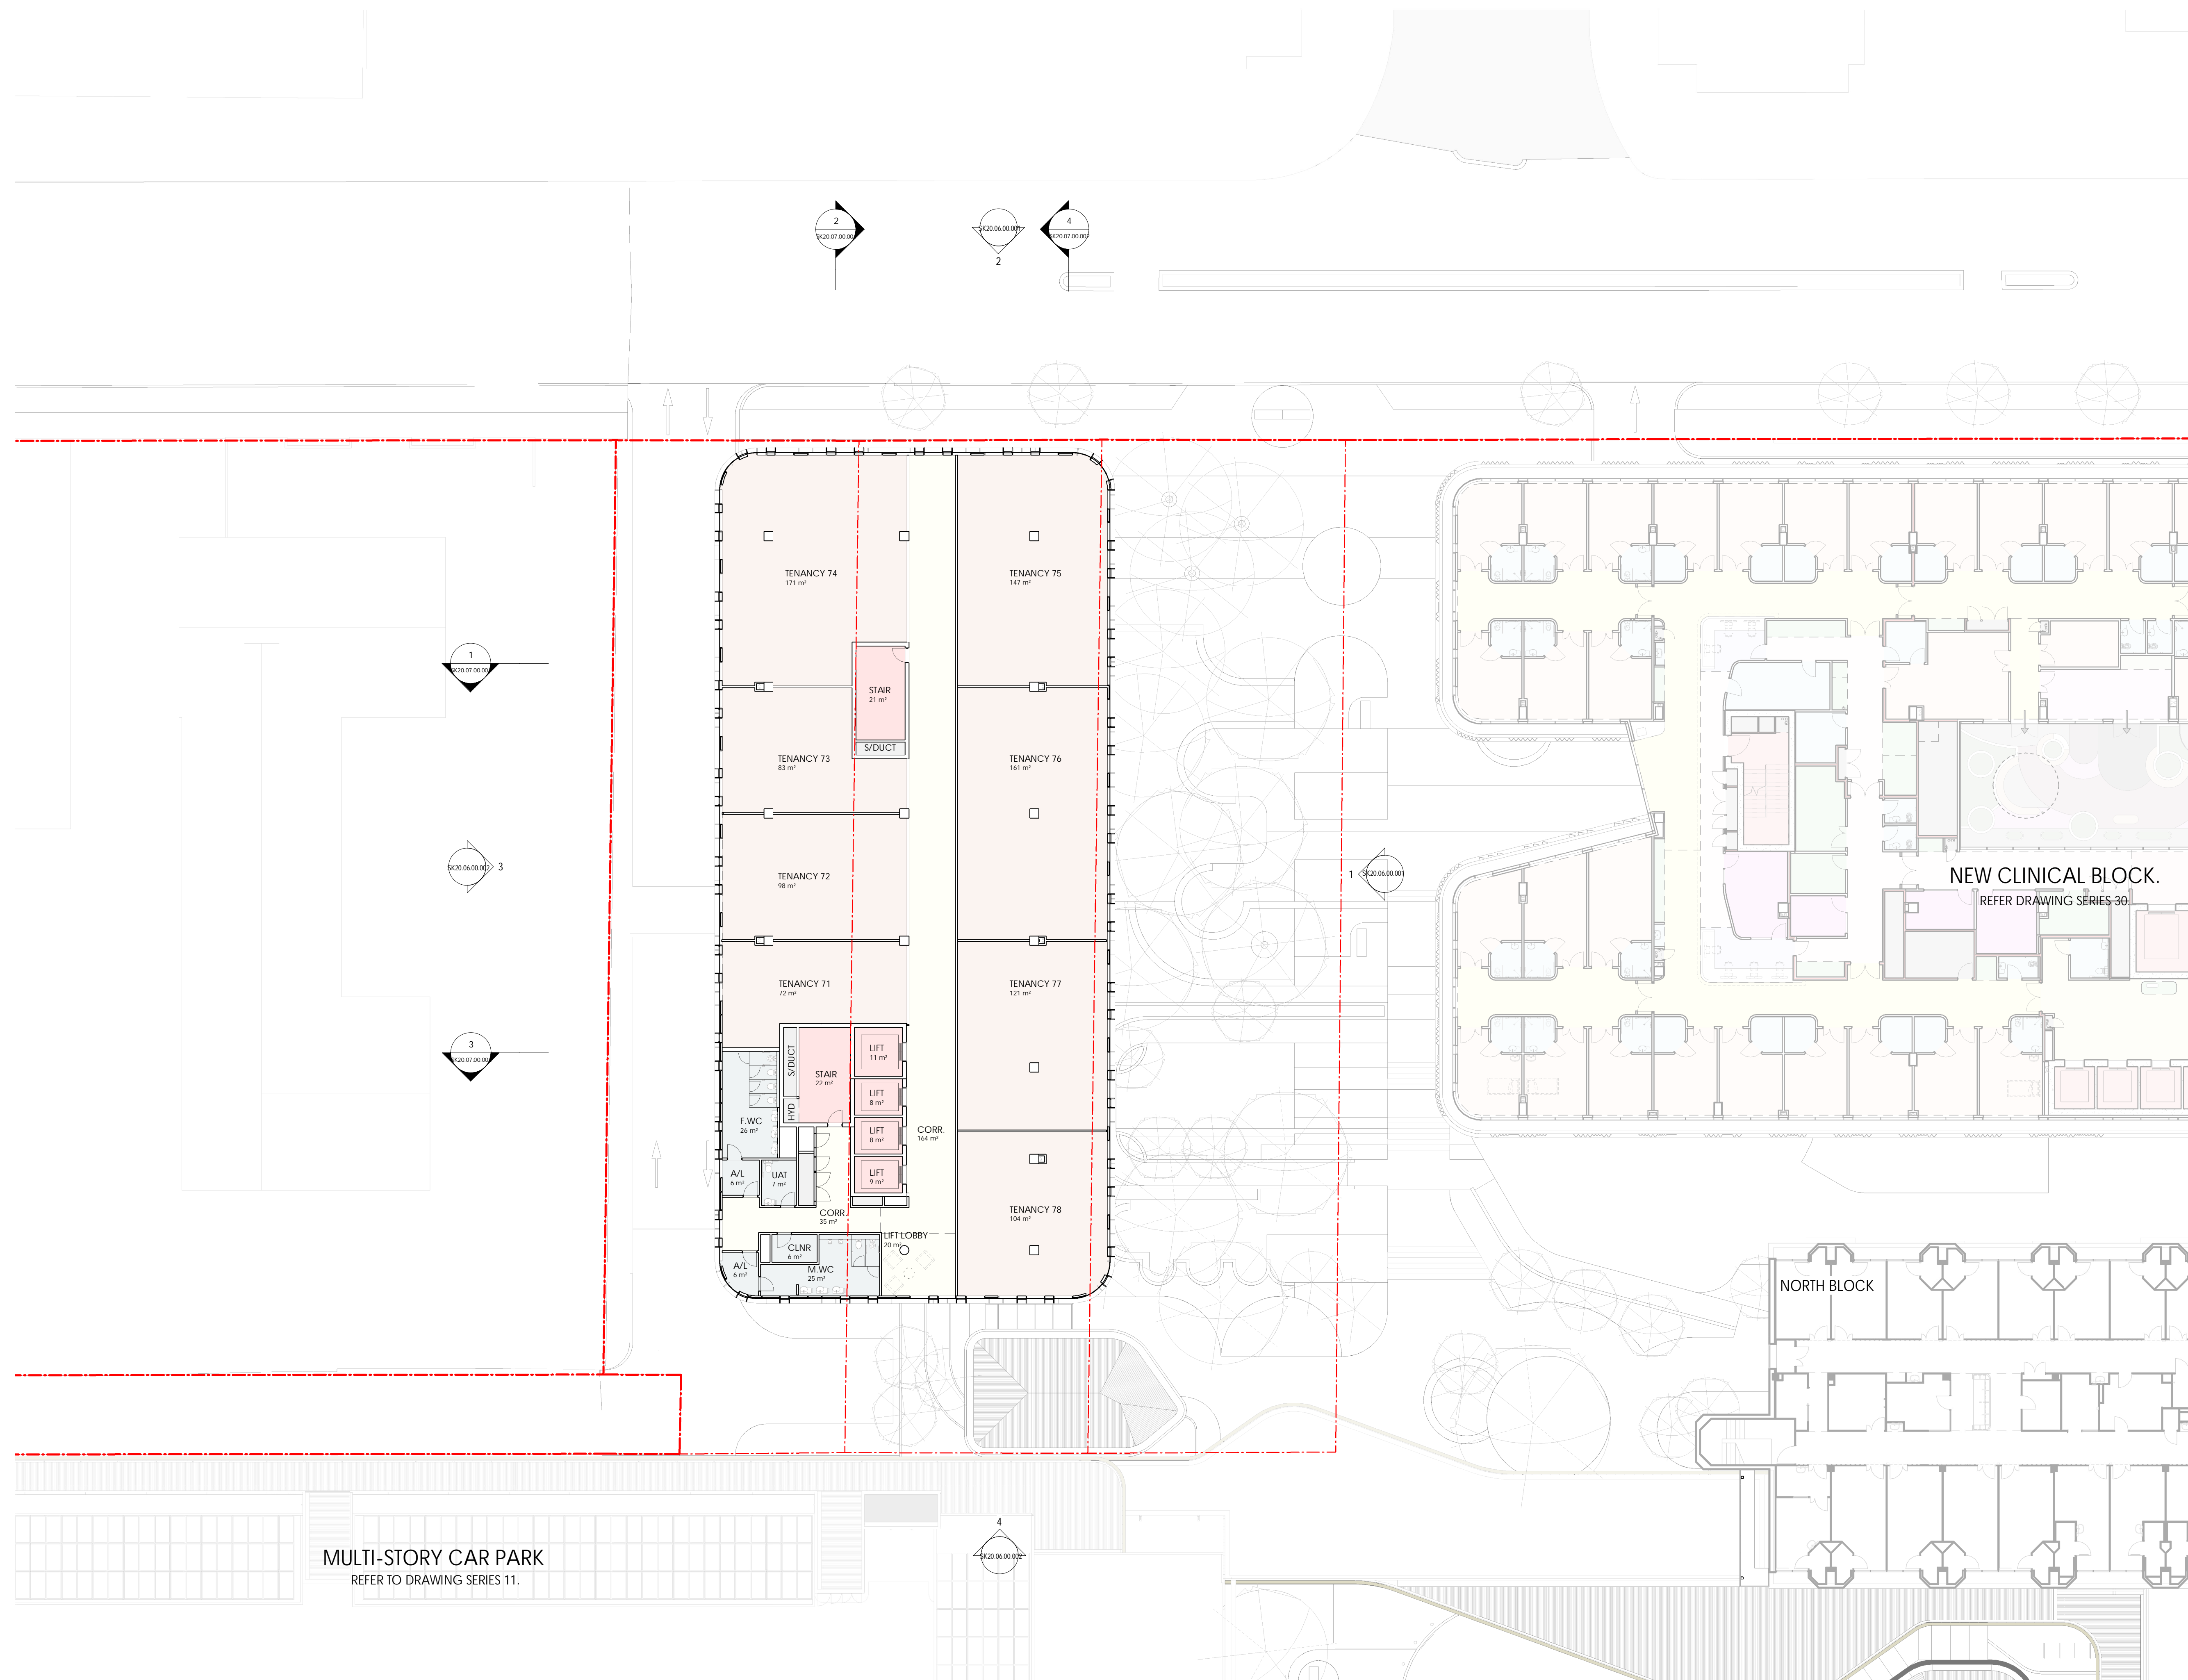 2
SK20.07.00.00
SK20.06.00.001
2
4
SK20.07.00.002
TENANCY 74
171 m²
TENANCY 75
147 m²
1
SK20.07.00.00
STAIR
21 m²
S/DUCT
TENANCY 73
83 m²
TENANCY 76
161 m²
SK20.06.00.002
3
TENANCY 72
98 m²
1
SK20.06.00.001
NEW CLINICAL BLOCK.
REFER DRAWING SERIES 30.
TENANCY 71
72 m²
TENANCY 77
121 m²
3
SK20.07.00.00
S/DUCT
STAIR
22 m²
HYD
LIFT
11 m²
LIFT
8 m²
LIFT
8 m²
LIFT
9 m²
F.WC
26 m²
CORR.
164 m²
A/L
6 m²
UAT
7 m²
CORR.
35 m²
TENANCY 78
104 m²
LIFT LOBBY
20 m²
CLNR
6 m²
A/L
6 m²
M.WC
25 m²
NORTH BLOCK
MULTI-STORY CAR PARK
REFER TO DRAWING SERIES 11.
4
SK20.06.00.002